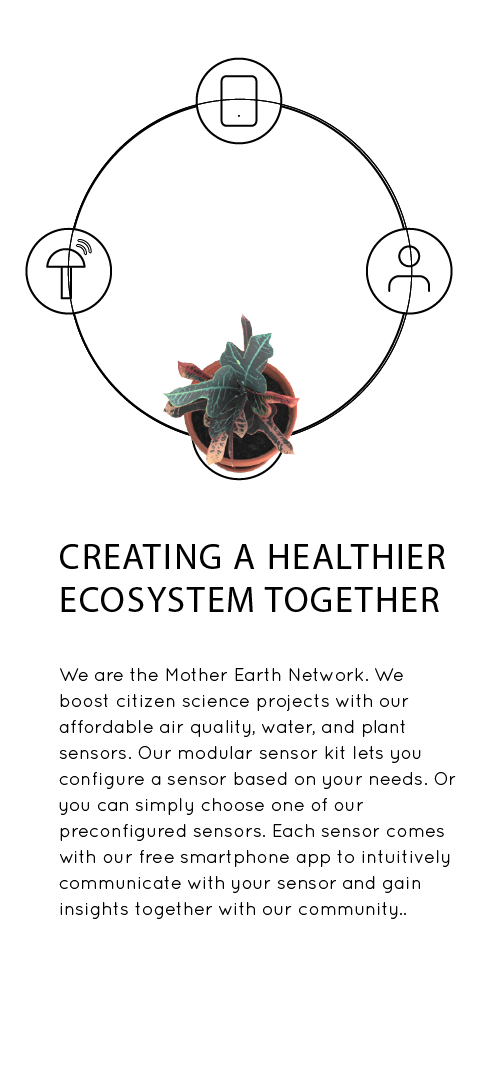 CREATING A HEALTHIER
ECOSYSTEM TOGETHER
We are the Mother Earth Network. We
boost citizen science projects with our
affordable air quality, water, and plant
sensors. Our modular sensor kit lets you
configure a sensor based on your needs. Or
you can simply choose one of our
preconfigured sensors. Each sensor comes
with our free smartphone app to intuitively
communicate with your sensor and gain
insights together with our community..